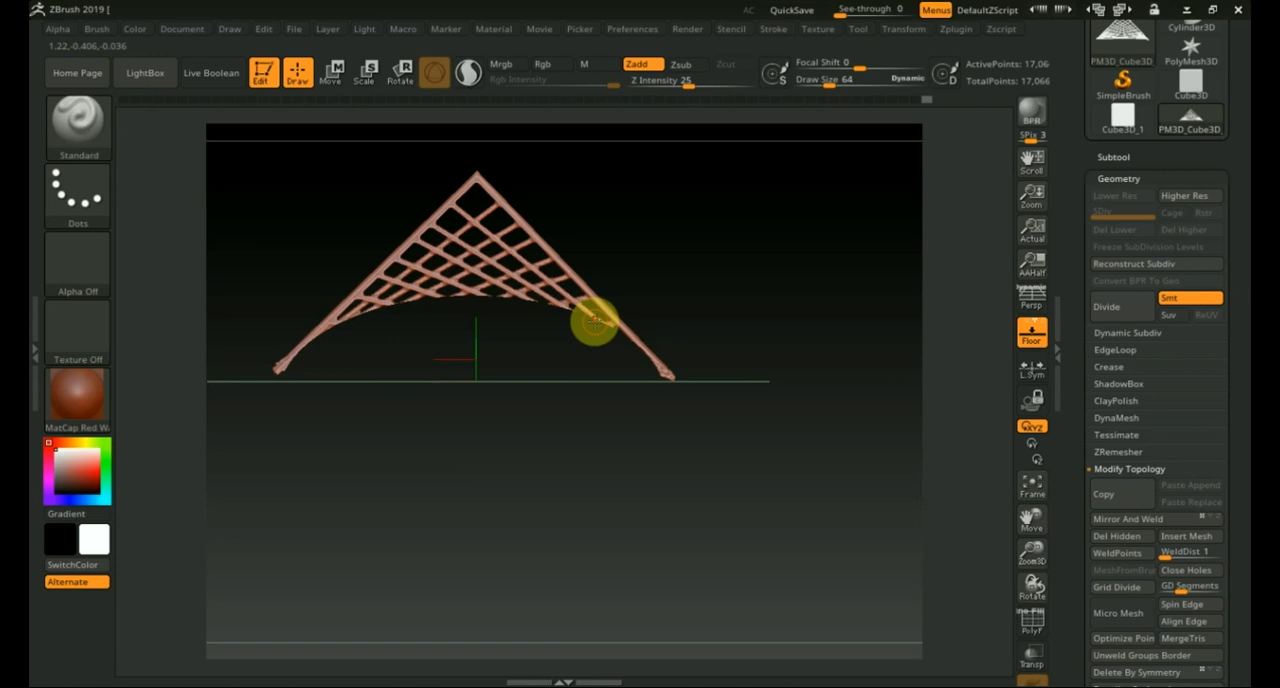 ZBrush 2019 [
AC QuickSave See-through 0 Menus DefaultZScript
Alpha Brush Color Document Draw Edit File Layer Light Macro Marker Material Movie Picker Preferences Render Stencil Stroke Texture Tool Transform Zplugin Zscript
1.22,-0.406,-0.036
Home Page LightBox Live Boolean Edit Draw Move Scale Rotate
Mrgb Rgb M Zadd Zsub
Rgb Intensity Z Intensity 25
Focal Shift 0
Draw Size 64 Dynamic
ActivePoints: 17,06
TotalPoints: 17,066
Standard
Dots
Alpha Off
Texture Off
MatCap Red Wa
Gradient
SwitchColor
Alternate
BPR
SPix 3
Scroll
Zoom
Actual
AAHalf
Dynamic
Persp
Floor
L.Sym
XYZ
Frame
Move
Zoom3D
Rotate
PolyF
Transp
Cylinder3D
PM3D_Cube3D_ PolyMesh3D
SimpleBrush Cube3D
Cube3D_1 PM3D_Cube3D_
Subtool
Geometry
Lower Res Higher Res
SDiv Cage Rstr
Del Lower Del Higher
Freeze SubDivision Levels
Reconstruct Subdiv
Convert BPR To Geo
Divide Smt
Suv ReUV
Dynamic Subdiv
EdgeLoop
Crease
ShadowBox
ClayPolish
DynaMesh
Tessimate
ZRemesher
Modify Topology
Copy Paste Append
Paste Replace
Mirror And Weld
Del Hidden Insert Mesh
WeldPoints WeldDist 1
MeshFromBru Close Holes
Grid Divide GD Segments
Micro Mesh Spin Edge
Align Edge
Optimize Poin MergeTris
Unweld Groups Border
Delete By Symmetry